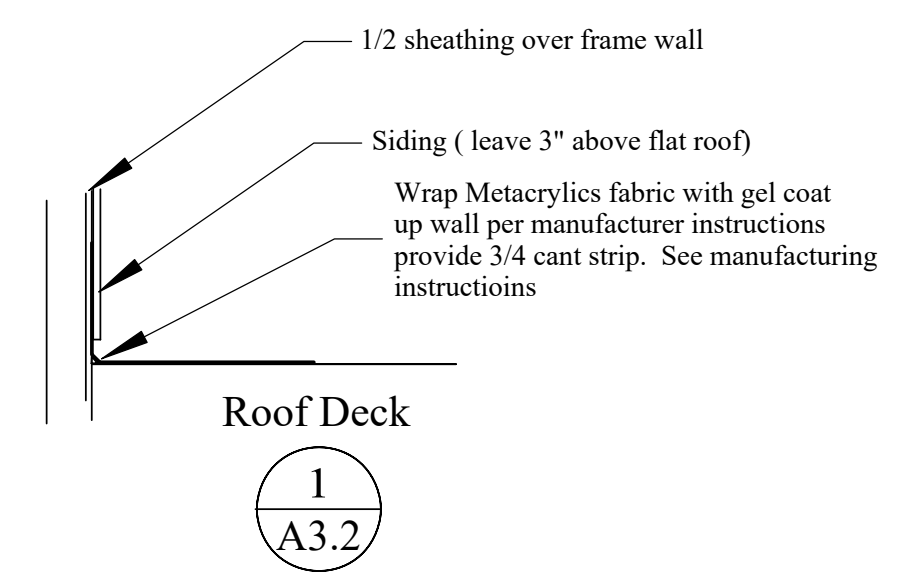 1/2 sheathing over frame wall
Siding ( leave 3" above flat roof)
Wrap Metacrylics fabric with gel coat
up wall per manufacturer instructions
provide 3/4 cant strip.  See manufacturing
instructioins
Roof Deck
1
A3.2